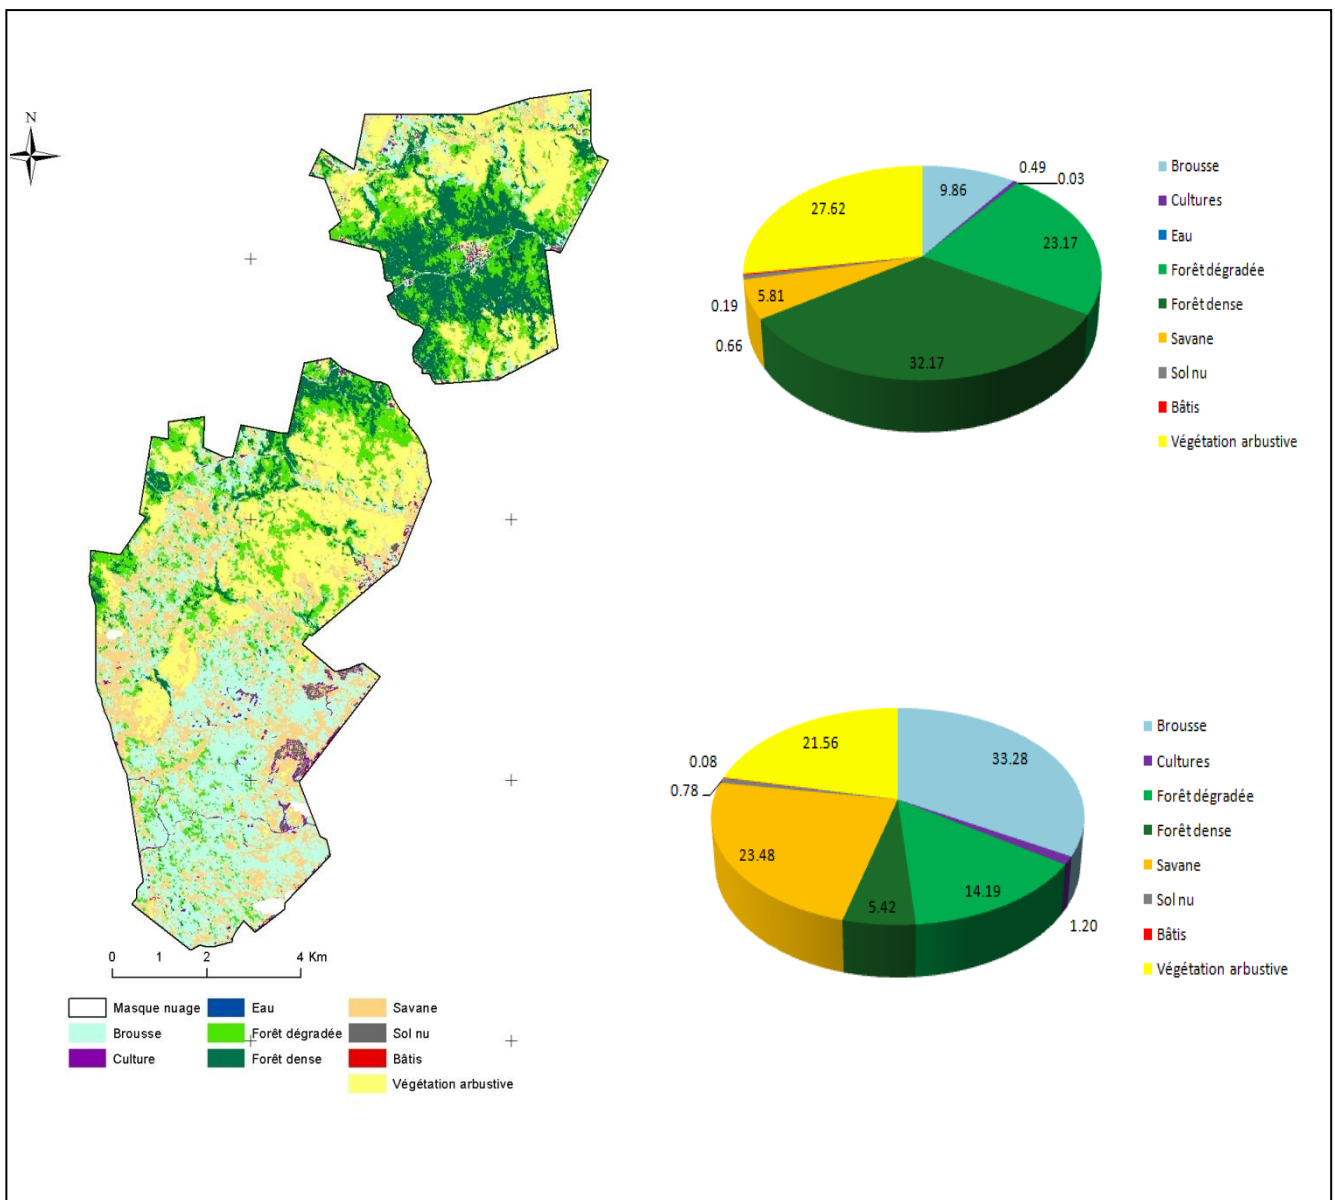 N
0 1 2 4 Km
Masque nuage
Brousse
Culture
Eau
Forêt dégradée
Forêt dense
Savane
Sol nu
Bâtis
Végétation arbustive
9.86
0.49
0.03
23.17
32.17
5.81
0.66
0.19
27.62
Brousse
Cultures
Eau
Forêt dégradée
Forêt dense
Savane
Sol nu
Bâtis
Végétation arbustive
33.28
1.20
14.19
5.42
23.48
0.78
0.08
21.56
Brousse
Cultures
Forêt dégradée
Forêt dense
Savane
Sol nu
Bâtis
Végétation arbustive